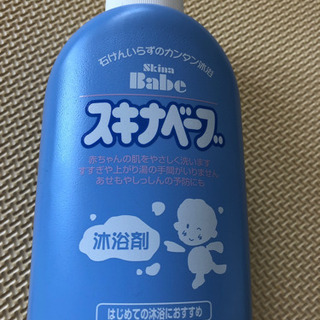 石けんいらずのカンタン沐浴
Skina
Babe
スキナベーブ
赤ちゃんの肌をやさしく洗います
すすぎや上がり湯の手間がいりません
あせもやしっしんの予防にも
沐浴剤
はじめての沐浴におすすめ